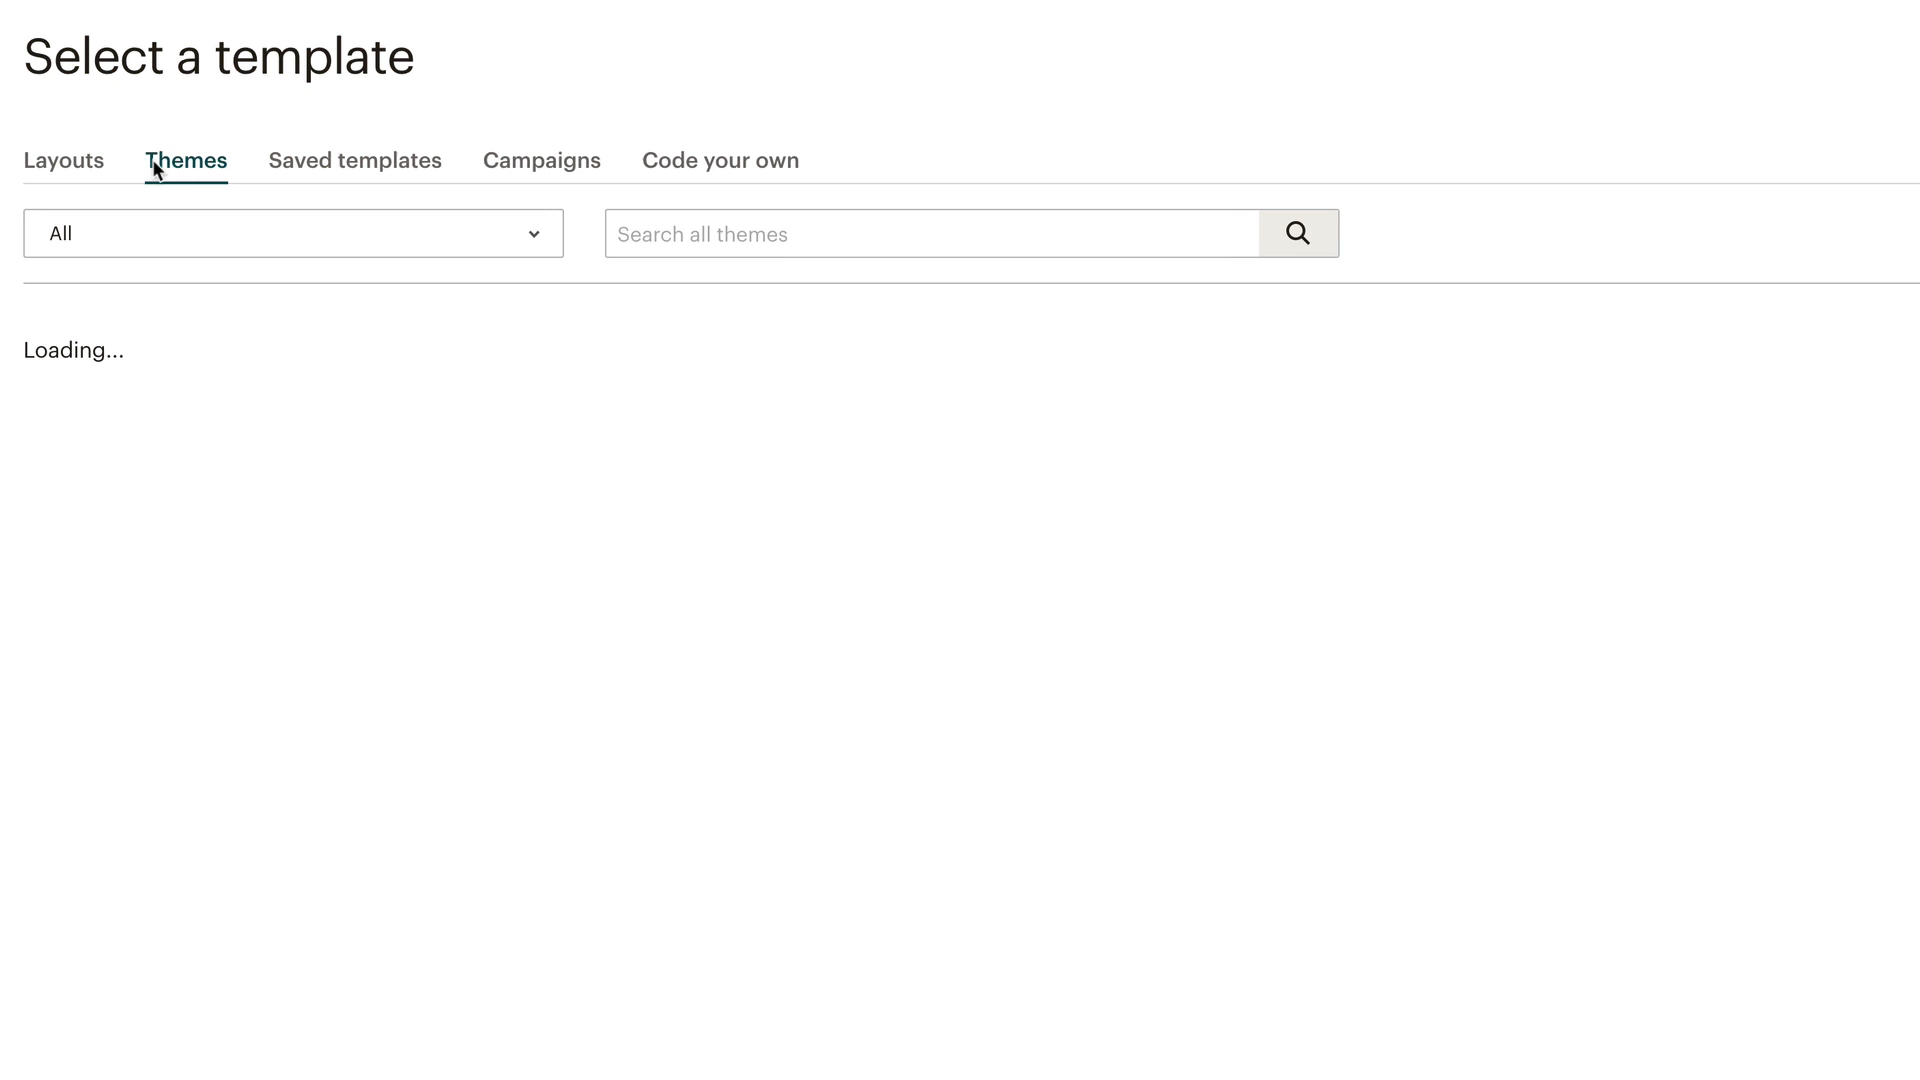 Select a template
Layouts Themes Saved templates Campaigns Code your own
All Search all themes
Loading...